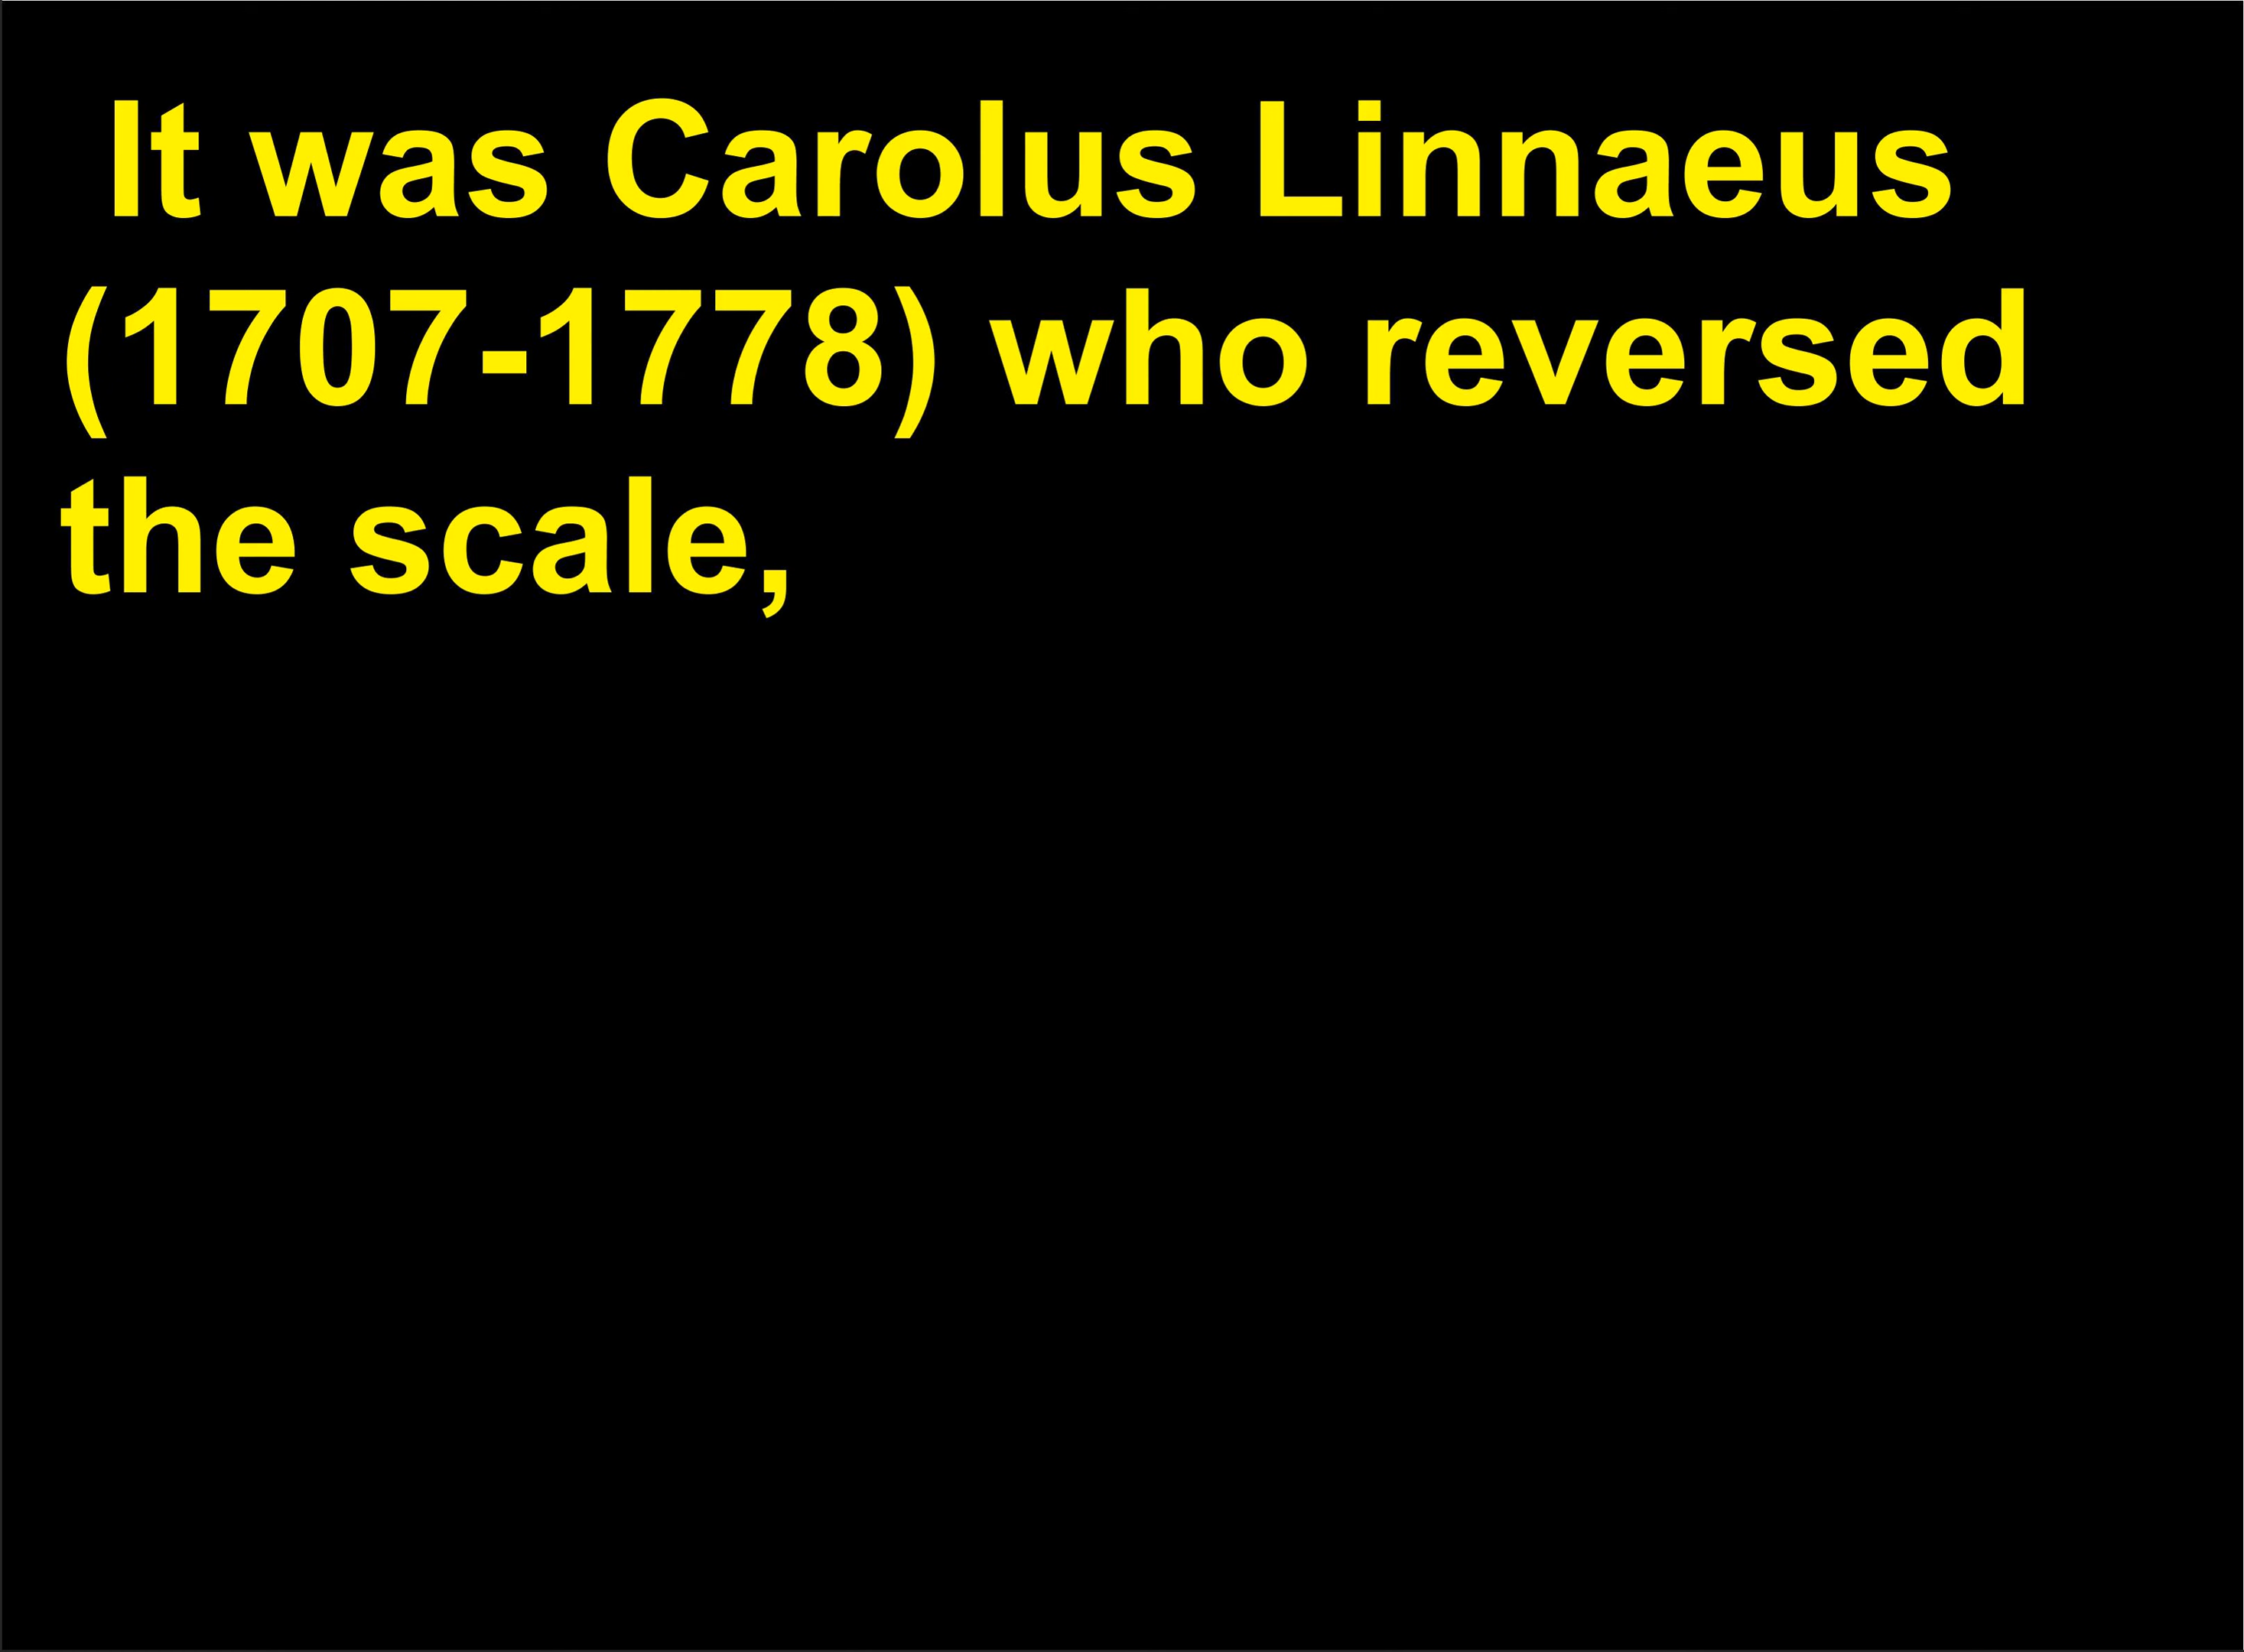 It was Carolus Linnaeus
(1707-1778) who reversed
the scale,